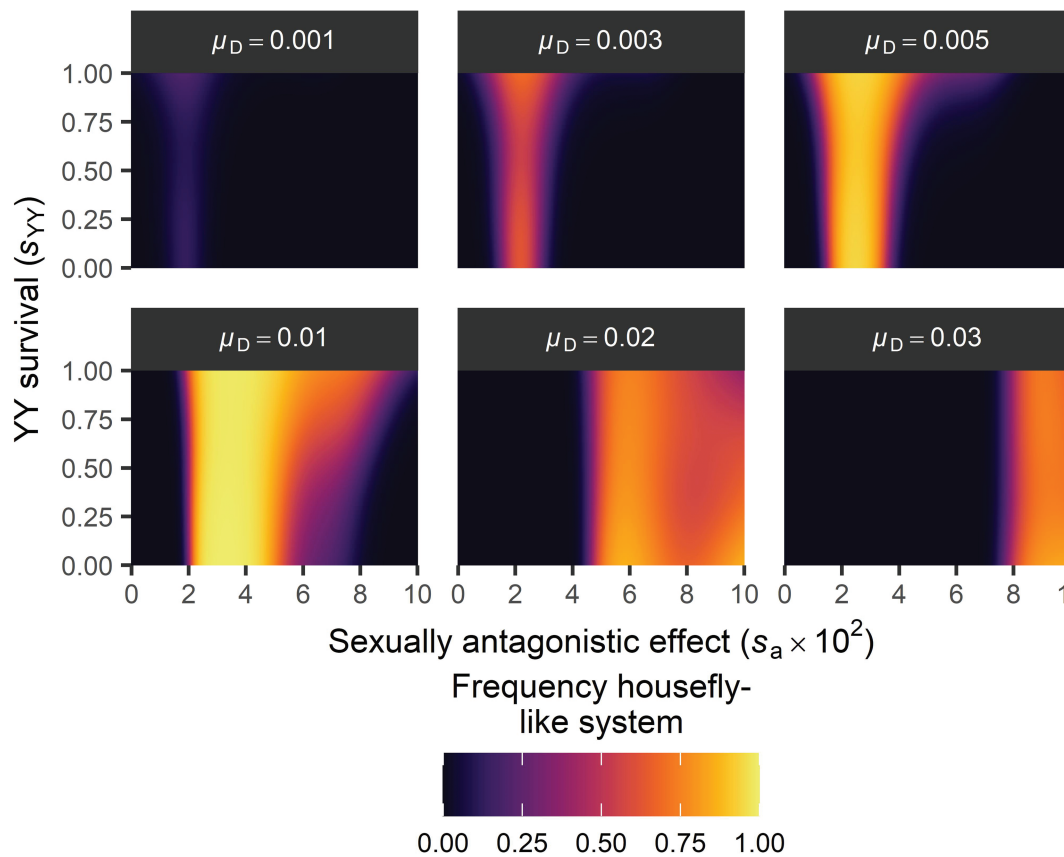 μD = 0.001 μD = 0.003 μD = 0.005
1.00
0.75
0.50
0.25
0.00
YY survival (sYY)
μD = 0.01 μD = 0.02 μD = 0.03
1.00
0.75
0.50
0.25
0.00
0 2 4 6 8 10 0 2 4 6 8 10 0 2 4 6 8 1
Sexually antagonistic effect (sa × 10²)
Frequency housefly-
like system
0.00 0.25 0.50 0.75 1.00